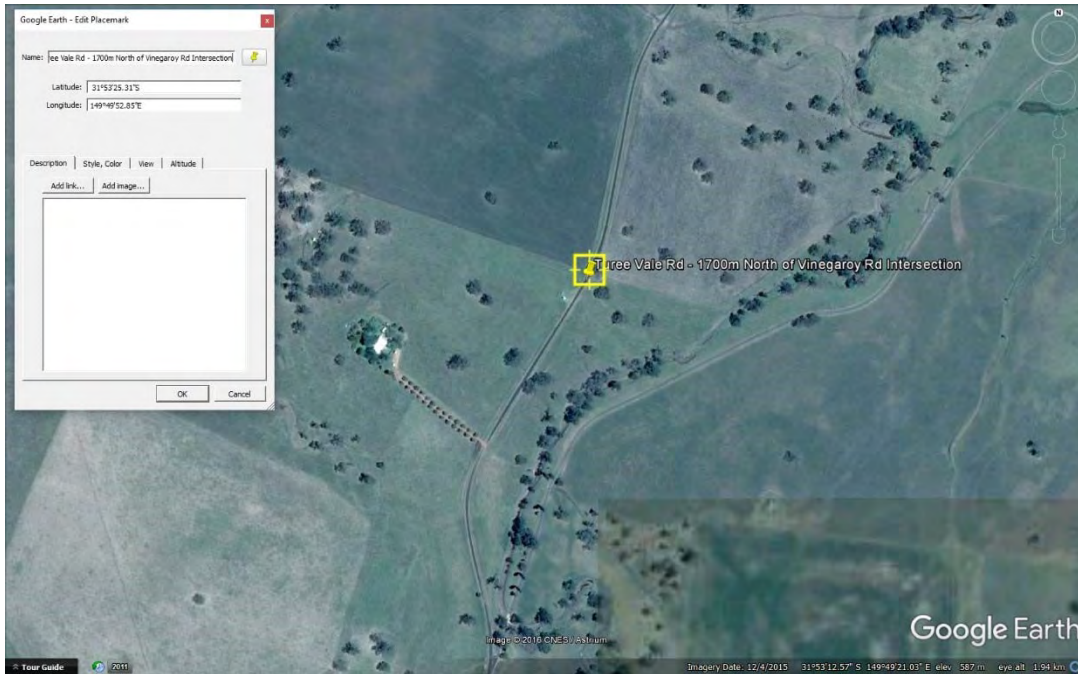 Google Earth - Edit Placemark
Name: ree Vale Rd - 1700m North of Vinegaroy Rd Intersection
Latitude: 31°53'25.31"S
Longitude: 149°49'52.85"E
Description Style, Color View Altitude
Add link... Add image...
OK Cancel
N
Turee Vale Rd - 1700m North of Vinegaroy Rd Intersection
Image © 2016 CNES / Astrium
Google Earth
Tour Guide 2011
Imagery Date: 12/4/2015 31°53'12.57" S 149°49'21.03" E elev 587 m eye alt 1.94 km